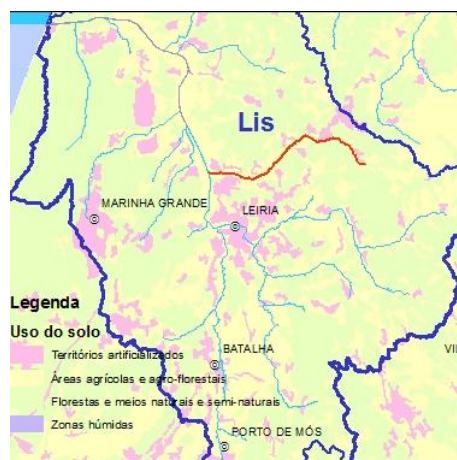 Lis
MARINHA GRANDE
LEIRIA
Legenda
Uso do solo
Territórios artificializados
BATALHA
VI
Áreas agrícolas e agro-florestais
Florestas e meios naturais e semi-naturais
Zonas húmidas
PORTO DE MÓS